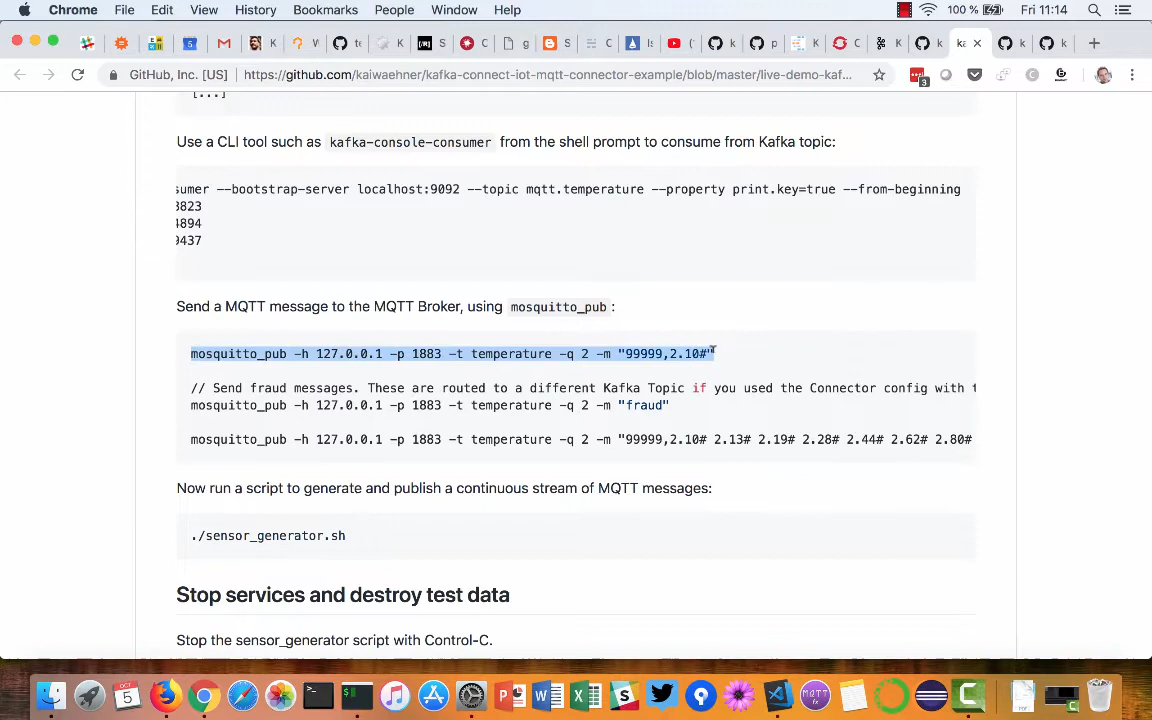 Chrome File Edit View History Bookmarks People Window Help 100 % Fri 11:14
GitHub, Inc. [US] https://github.com/kaiwaehner/kafka-connect-iot-mqtt-connector-example/blob/master/live-demo-kaf...
[...]
Use a CLI tool such as kafka-console-consumer from the shell prompt to consume from Kafka topic:
sumer --bootstrap-server localhost:9092 --topic mqtt.temperature --property print.key=true --from-beginning
3823
4894
9437
Send a MQTT message to the MQTT Broker, using mosquitto_pub:
mosquitto_pub -h 127.0.0.1 -p 1883 -t temperature -q 2 -m "99999,2.10#"
// Send fraud messages. These are routed to a different Kafka Topic if you used the Connector config with t
mosquitto_pub -h 127.0.0.1 -p 1883 -t temperature -q 2 -m "fraud"
mosquitto_pub -h 127.0.0.1 -p 1883 -t temperature -q 2 -m "99999,2.10# 2.13# 2.19# 2.28# 2.44# 2.62# 2.80#
Now run a script to generate and publish a continuous stream of MQTT messages:
./sensor_generator.sh
Stop services and destroy test data
Stop the sensor_generator script with Control-C.